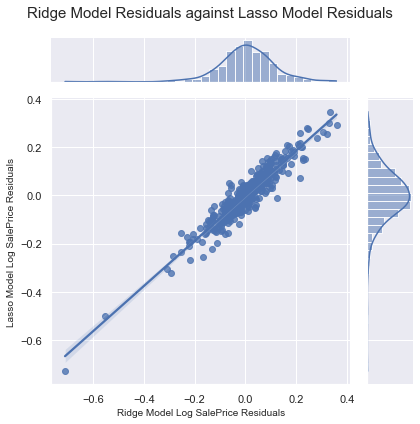 Ridge Model Residuals against Lasso Model Residuals
0.4
0.2
0.0
−0.2
−0.4
−0.6
Lasso Model Log SalePrice Residuals
−0.6 −0.4 −0.2 0.0 0.2 0.4
Ridge Model Log SalePrice Residuals